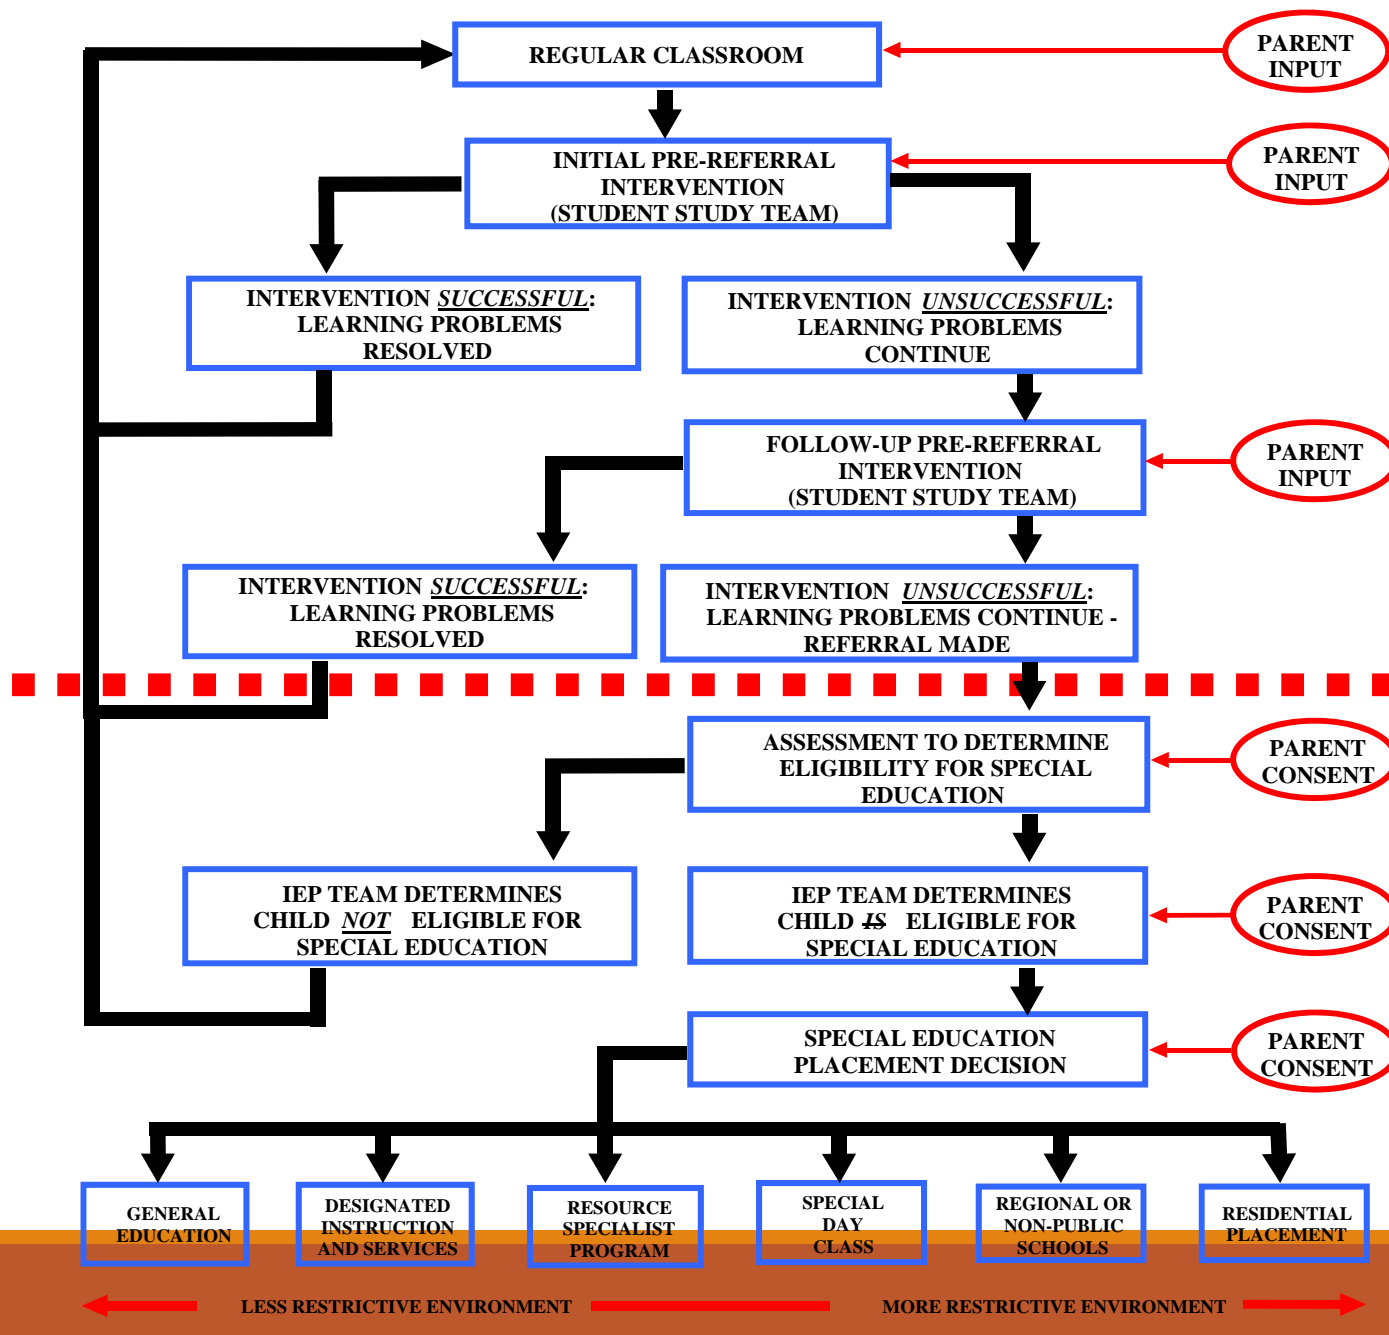 REGULAR CLASSROOM
PARENT
INPUT
INITIAL PRE-REFERRAL
INTERVENTION
(STUDENT STUDY TEAM)
PARENT
INPUT
INTERVENTION SUCCESSFUL:
LEARNING PROBLEMS
RESOLVED
INTERVENTION UNSUCCESSFUL:
LEARNING PROBLEMS
CONTINUE
FOLLOW-UP PRE-REFERRAL
INTERVENTION
(STUDENT STUDY TEAM)
PARENT
INPUT
INTERVENTION SUCCESSFUL:
LEARNING PROBLEMS
RESOLVED
INTERVENTION UNSUCCESSFUL:
LEARNING PROBLEMS CONTINUE -
REFERRAL MADE
ASSESSMENT TO DETERMINE
ELIGIBILITY FOR SPECIAL
EDUCATION
PARENT
CONSENT
IEP TEAM DETERMINES
CHILD NOT ELIGIBLE FOR
SPECIAL EDUCATION
IEP TEAM DETERMINES
CHILD IS ELIGIBLE FOR
SPECIAL EDUCATION
PARENT
CONSENT
SPECIAL EDUCATION
PLACEMENT DECISION
PARENT
CONSENT
GENERAL
EDUCATION
DESIGNATED
INSTRUCTION
AND SERVICES
RESOURCE
SPECIALIST
PROGRAM
SPECIAL
DAY
CLASS
REGIONAL OR
NON-PUBLIC
SCHOOLS
RESIDENTIAL
PLACEMENT
LESS RESTRICTIVE ENVIRONMENT
MORE RESTRICTIVE ENVIRONMENT